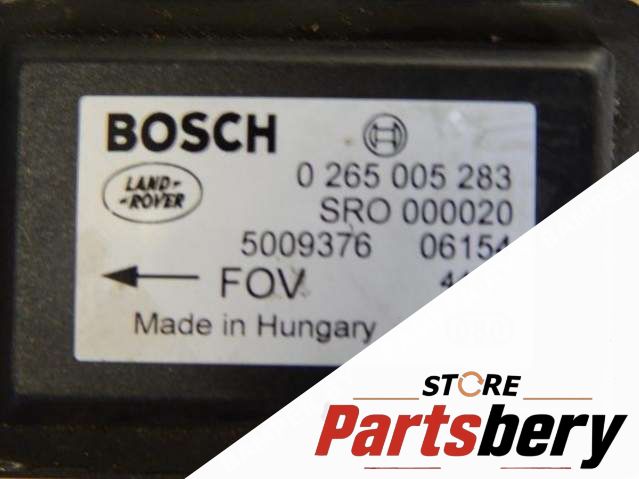 BOSCH
LAND-
-ROVER
0 265 005 283
SRO 000020
5009376 06154
FOV
Made in Hungary
STORE
Partsbery